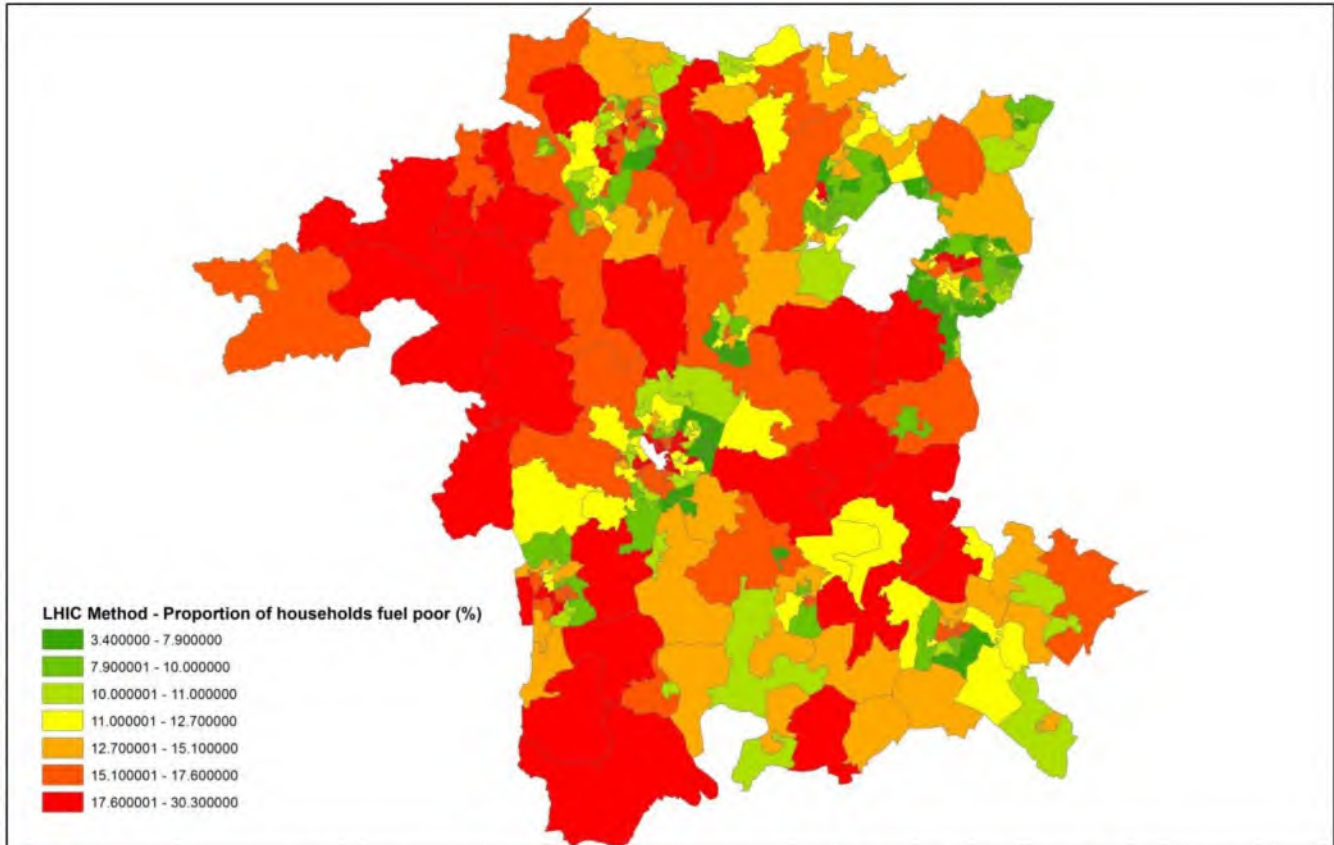 LHIC Method - Proportion of households fuel poor (%)
3.400000 - 7.900000
7.900001 - 10.000000
10.000001 - 11.000000
11.000001 - 12.700000
12.700001 - 15.100000
15.100001 - 17.600000
17.600001 - 30.300000